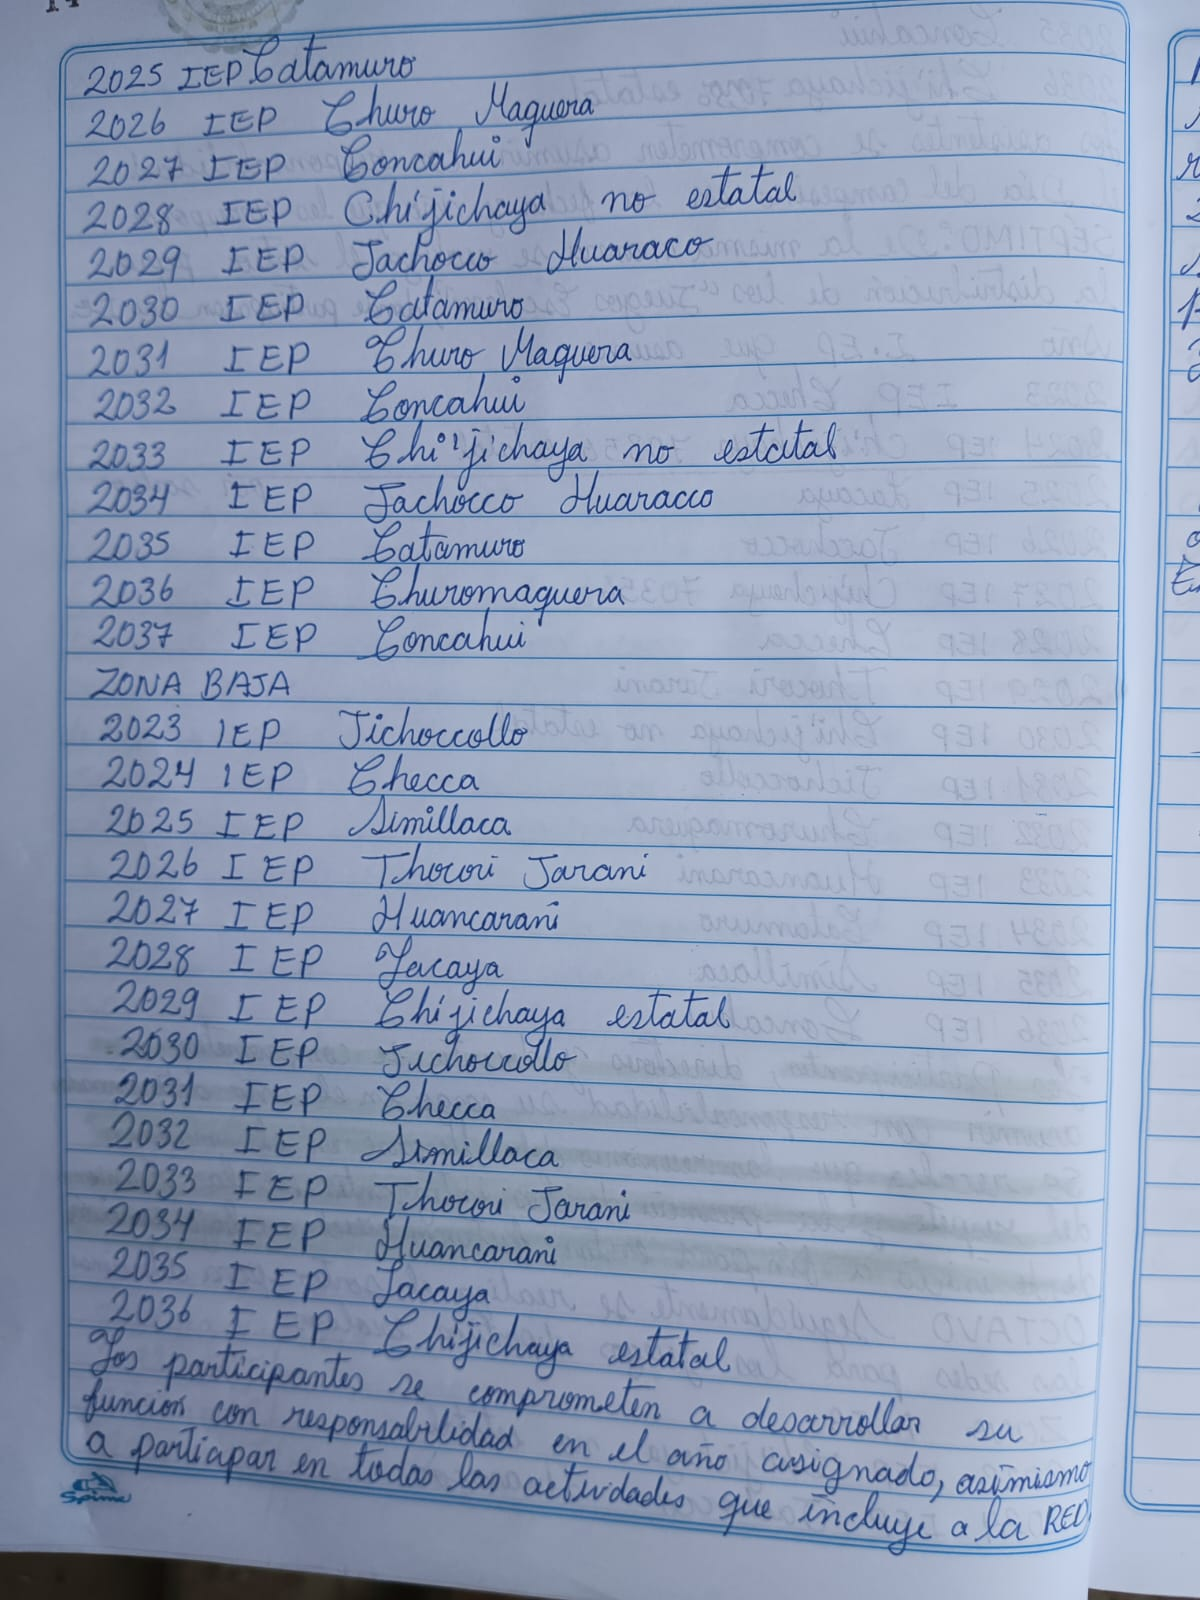 2025 IEP Catamuro
2026 IEP Churo Maquera
2027 IEP Concahui
2028 IEP Chijichaya no estatal
2029 IEP Jachocco Huaraco
2030 IEP Catamuro
2031 IEP Churo Maquera
2032 IEP Concahui
2033 IEP Chijichaya no estatal
2034 IEP Jachocco Huaracco
2035 IEP Catamuro
2036 IEP Churomaquera
2037 IEP Concahui
ZONA BAJA
2023 IEP Jichoccollo
2024 IEP Checca
2025 IEP Simillaca
2026 IEP Thocori Jarani
2027 IEP Huancarani
2028 IEP Jacaya
2029 IEP Chijichaya estatal
2030 IEP Jichoccollo
2031 IEP Checca
2032 IEP Simillaca
2033 IEP Thocori Jarani
2034 IEP Huancarani
2035 IEP Jacaya
2036 IEP Chijichaya estatal
Los participantes se comprometen a desarrollar su
función con responsabilidad en el año asignado, asimismo
a participar en todas las actividades que incluye a la RED.
Spime